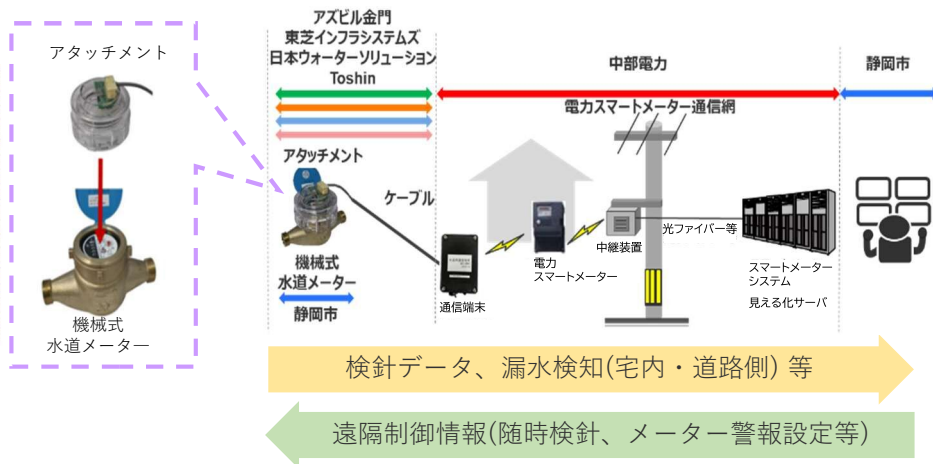 アタッチメント
機械式
水道メーター
アズビル金門
東芝インフラシステムズ
日本ウォーターソリューション
Toshin
中部電力
静岡市
電力スマートメーター通信網
アタッチメント
ケーブル
機械式
水道メーター
静岡市
通信端末
電力
スマートメーター
中継装置
光ファイバー等
スマートメーター
システム
見える化サーバ
検針データ、漏水検知(宅内・道路側) 等
遠隔制御情報(随時検針、メーター警報設定等)